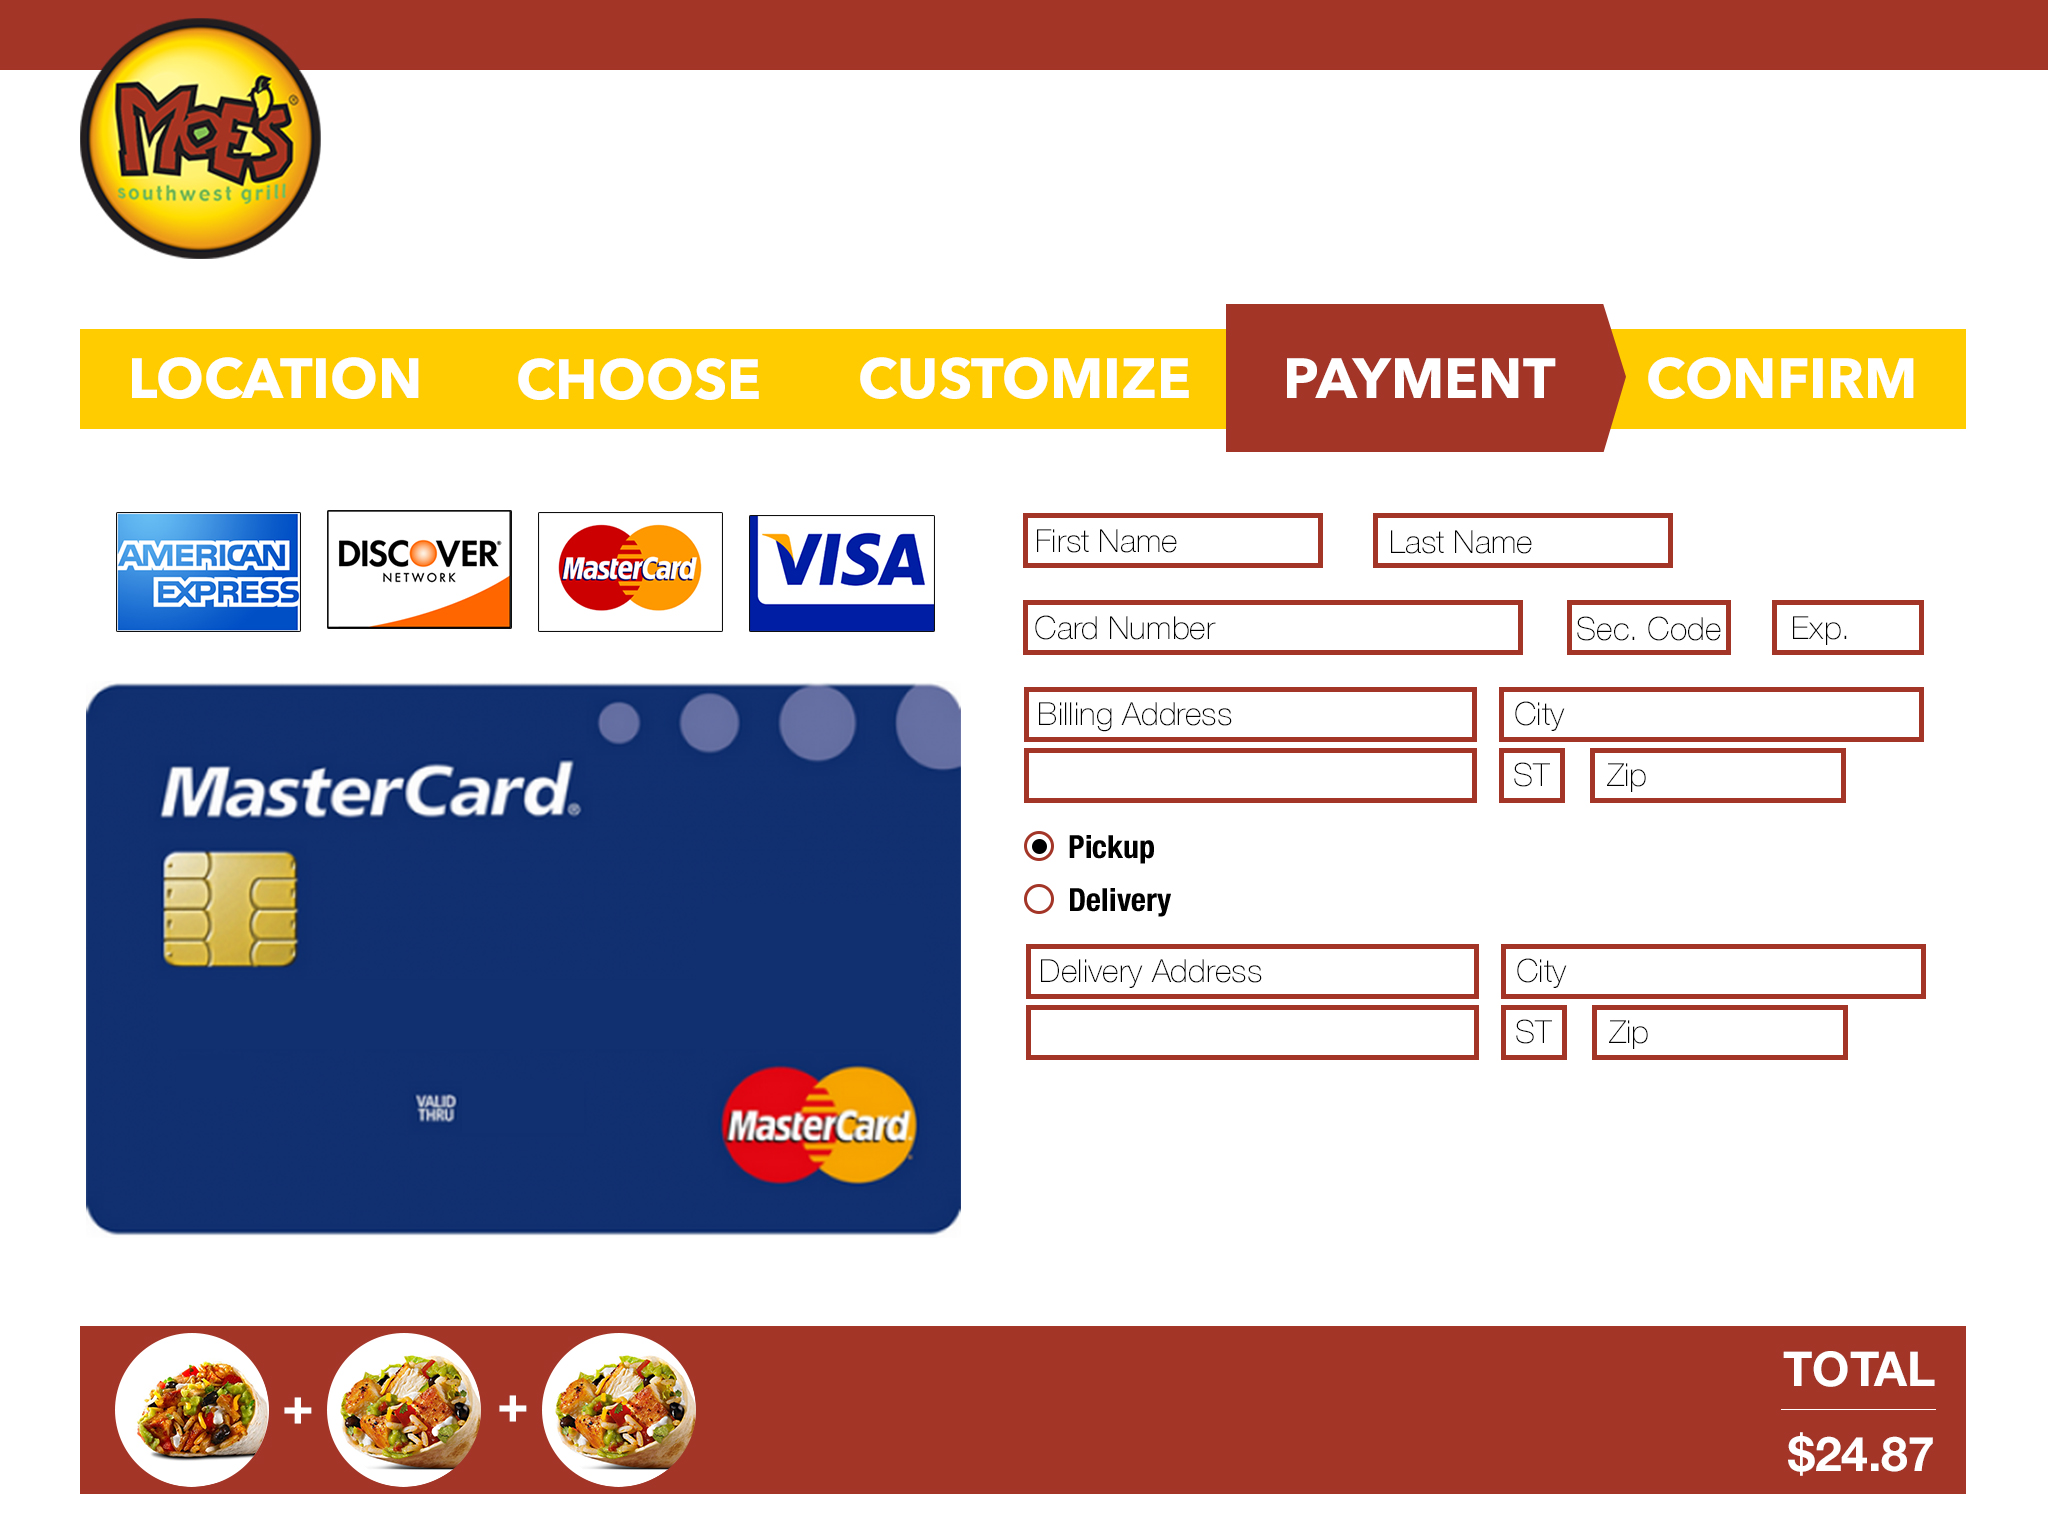 MOE'S®
southwest grill
LOCATION CHOOSE CUSTOMIZE PAYMENT CONFIRM
AMERICAN
EXPRESS
DISCOVER®
NETWORK
MasterCard
VISA
First Name Last Name
Card Number Sec. Code Exp.
Billing Address City
ST Zip
Pickup
Delivery
Delivery Address City
ST Zip
MasterCard®
VALID
THRU
MasterCard
+ +
TOTAL
$24.87